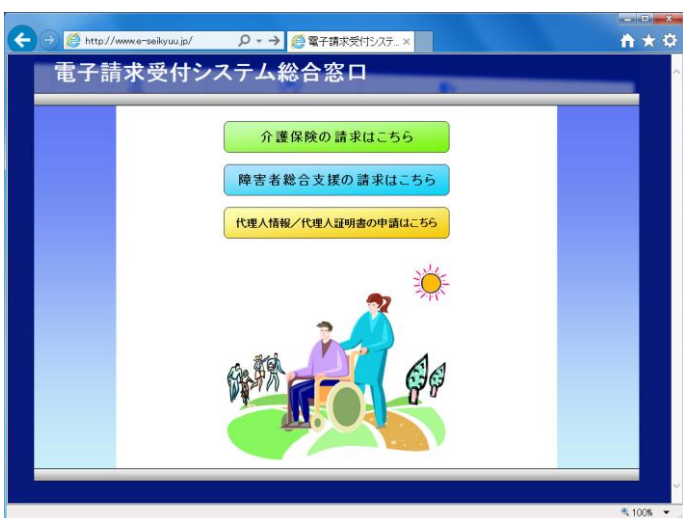 http://www.e-seikyuu.jp/
電子請求受付システ... ×
電子請求受付システム総合窓口
介護保険の請求はこちら
障害者総合支援の請求はこちら
代理人情報／代理人証明書の申請はこちら
100%